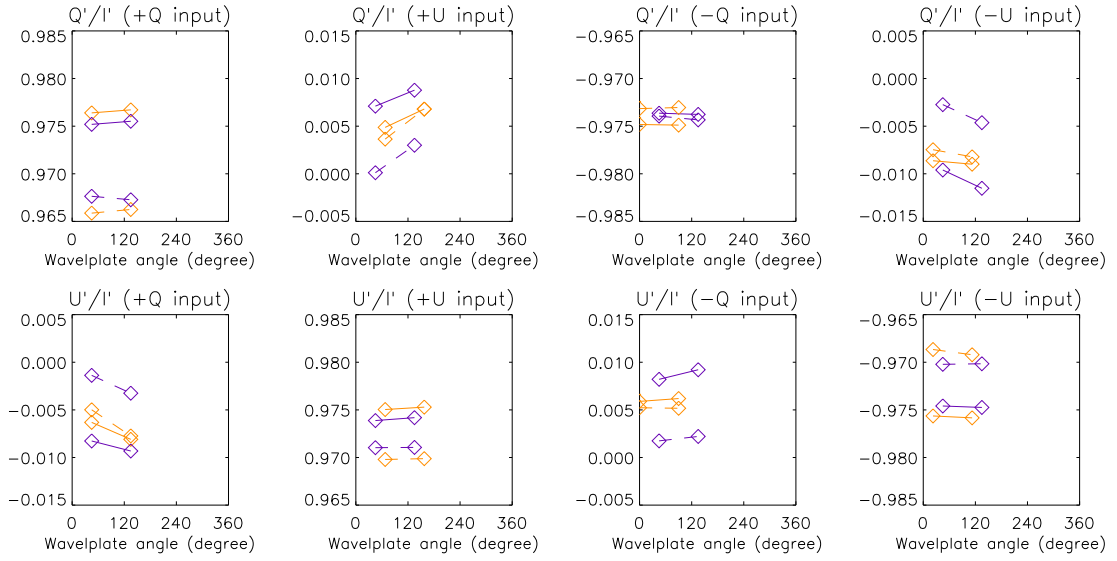 Q'/I' (+Q input) Q'/I' (+U input) Q'/I' (−Q input) Q'/I' (−U input)
0.985 0.015 −0.965 0.005
0.980 0.010 −0.970 0.000
0.975 0.005 −0.975 −0.005
0.970 0.000 −0.980 −0.010
0.965 −0.005 −0.985 −0.015
0 120 240 360 0 120 240 360 0 120 240 360 0 120 240 360
Wavelplate angle (degree) Wavelplate angle (degree) Wavelplate angle (degree) Wavelplate angle (degree)
U'/I' (+Q input) U'/I' (+U input) U'/I' (−Q input) U'/I' (−U input)
0.005 0.985 0.015 −0.965
0.000 0.980 0.010 −0.970
−0.005 0.975 0.005 −0.975
−0.010 0.970 0.000 −0.980
−0.015 0.965 −0.005 −0.985
0 120 240 360 0 120 240 360 0 120 240 360 0 120 240 360
Wavelplate angle (degree) Wavelplate angle (degree) Wavelplate angle (degree) Wavelplate angle (degree)